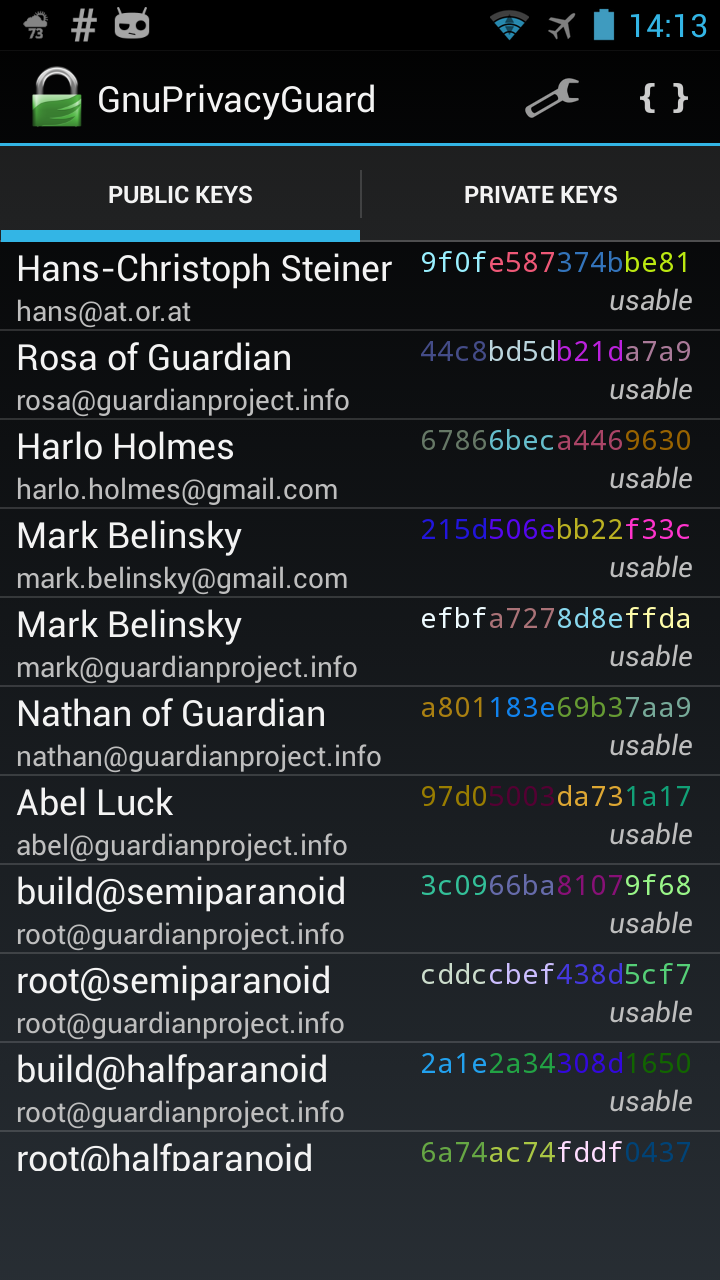 73 # 14:13
GnuPrivacyGuard { }
PUBLIC KEYS PRIVATE KEYS
Hans-Christoph Steiner 9f0fe587374bbe81
hans@at.or.at usable
Rosa of Guardian 44c8bd5db21da7a9
rosa@guardianproject.info usable
Harlo Holmes 67866beca4469630
harlo.holmes@gmail.com usable
Mark Belinsky 215d506ebb22f33c
mark.belinsky@gmail.com usable
Mark Belinsky efbfa7278d8effda
mark@guardianproject.info usable
Nathan of Guardian a801183e69b37aa9
nathan@guardianproject.info usable
Abel Luck 97d05003da731a17
abel@guardianproject.info usable
build@semiparanoid 3c0966ba81079f68
root@guardianproject.info usable
root@semiparanoid cddccbef438d5cf7
root@guardianproject.info usable
build@halfparanoid 2a1e2a34308d1650
root@guardianproject.info usable
root@halfparanoid 6a74ac74fddf0437